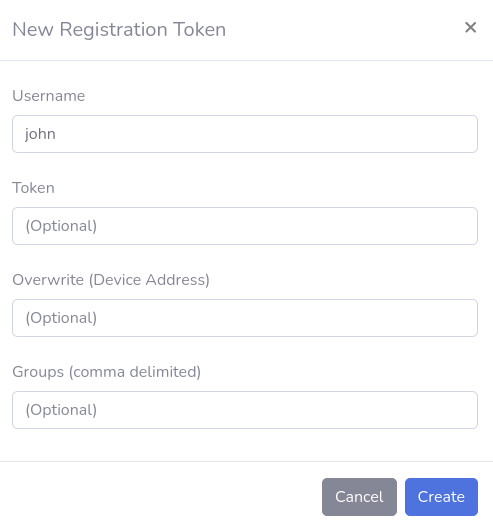 New Registration Token
×
Username
john
Token
(Optional)
Overwrite (Device Address)
(Optional)
Groups (comma delimited)
(Optional)
Cancel Create